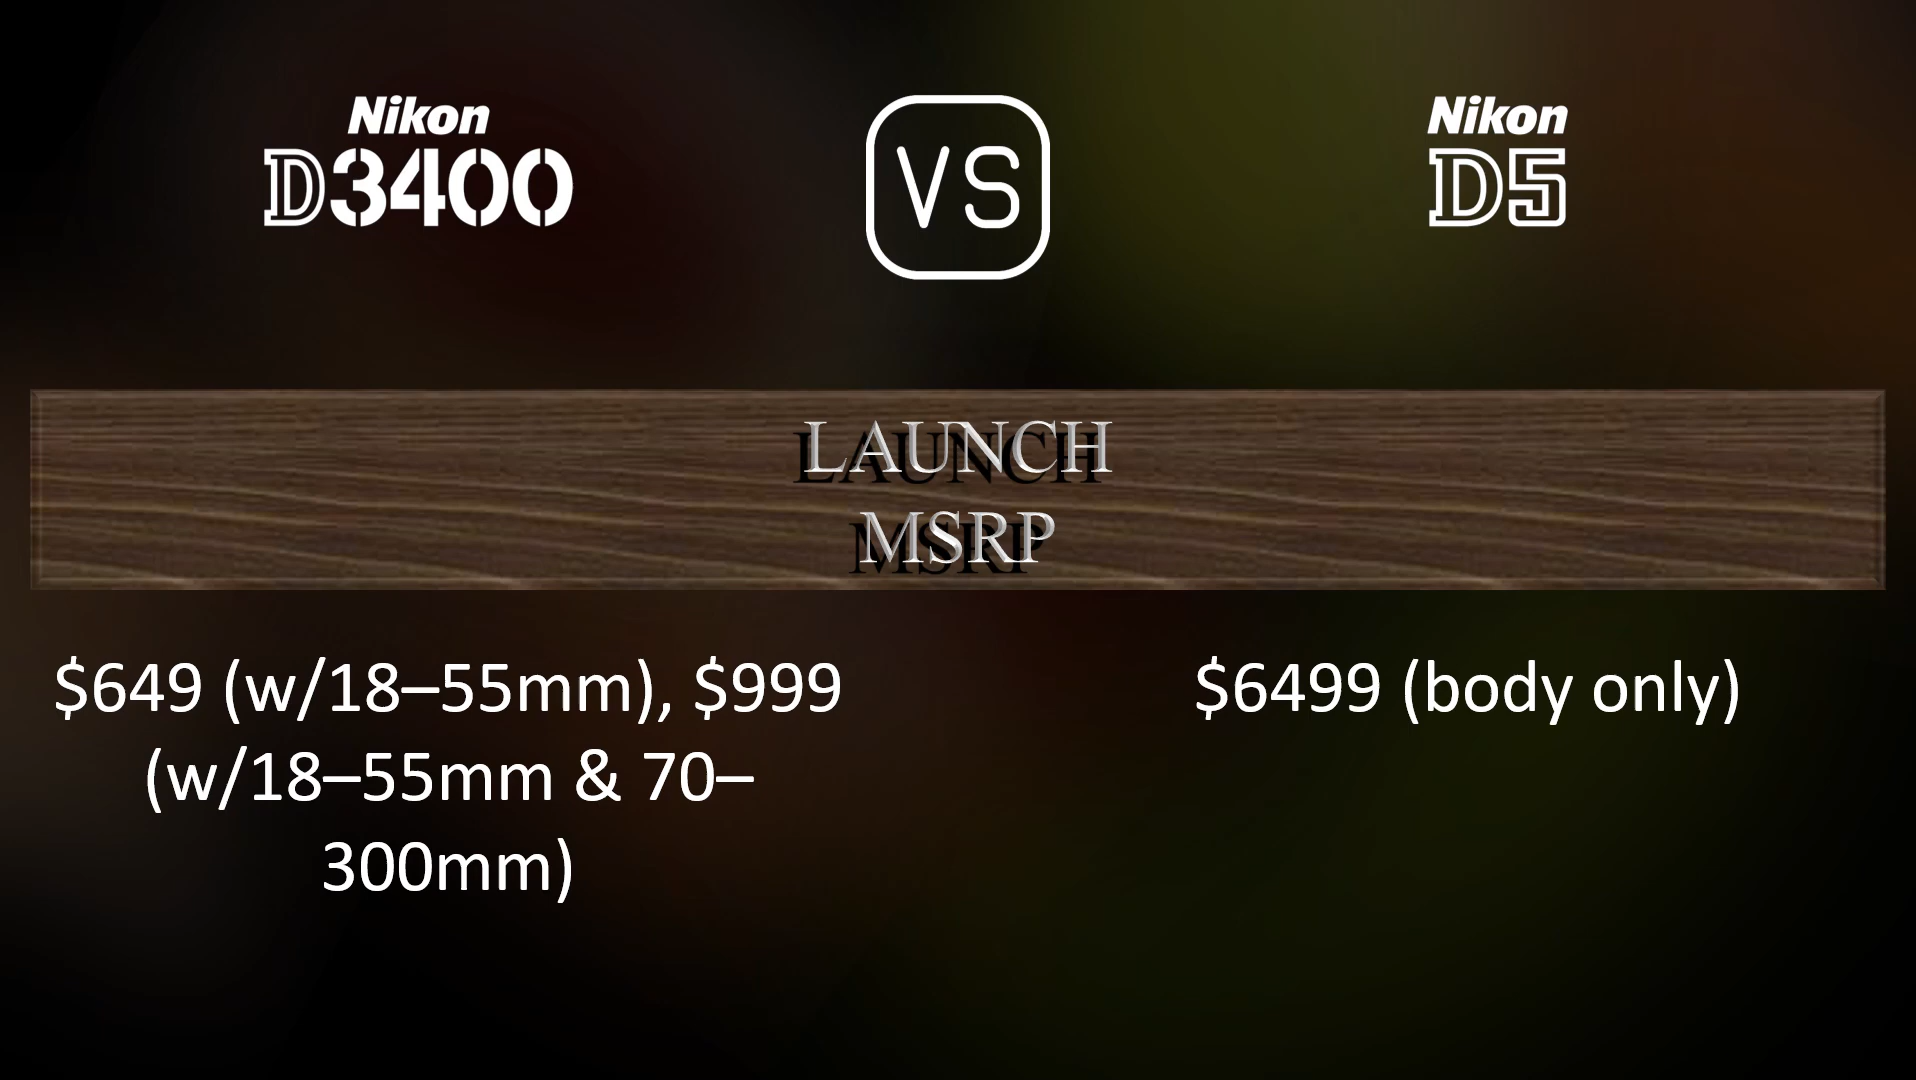 Nikon
D3400
VS
Nikon
D5
LAUNCH
MSRP
$649 (w/18–55mm), $999
(w/18–55mm & 70–
300mm)
$6499 (body only)